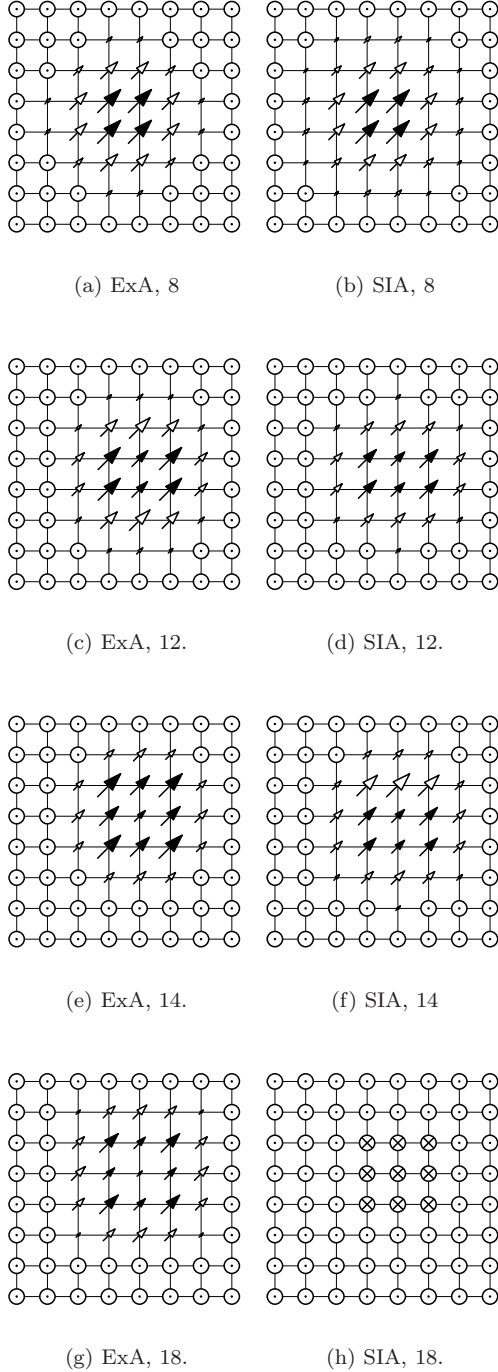 (a) ExA, 8
(b) SIA, 8
(c) ExA, 12.
(d) SIA, 12.
(e) ExA, 14.
(f) SIA, 14
(g) ExA, 18.
(h) SIA, 18.